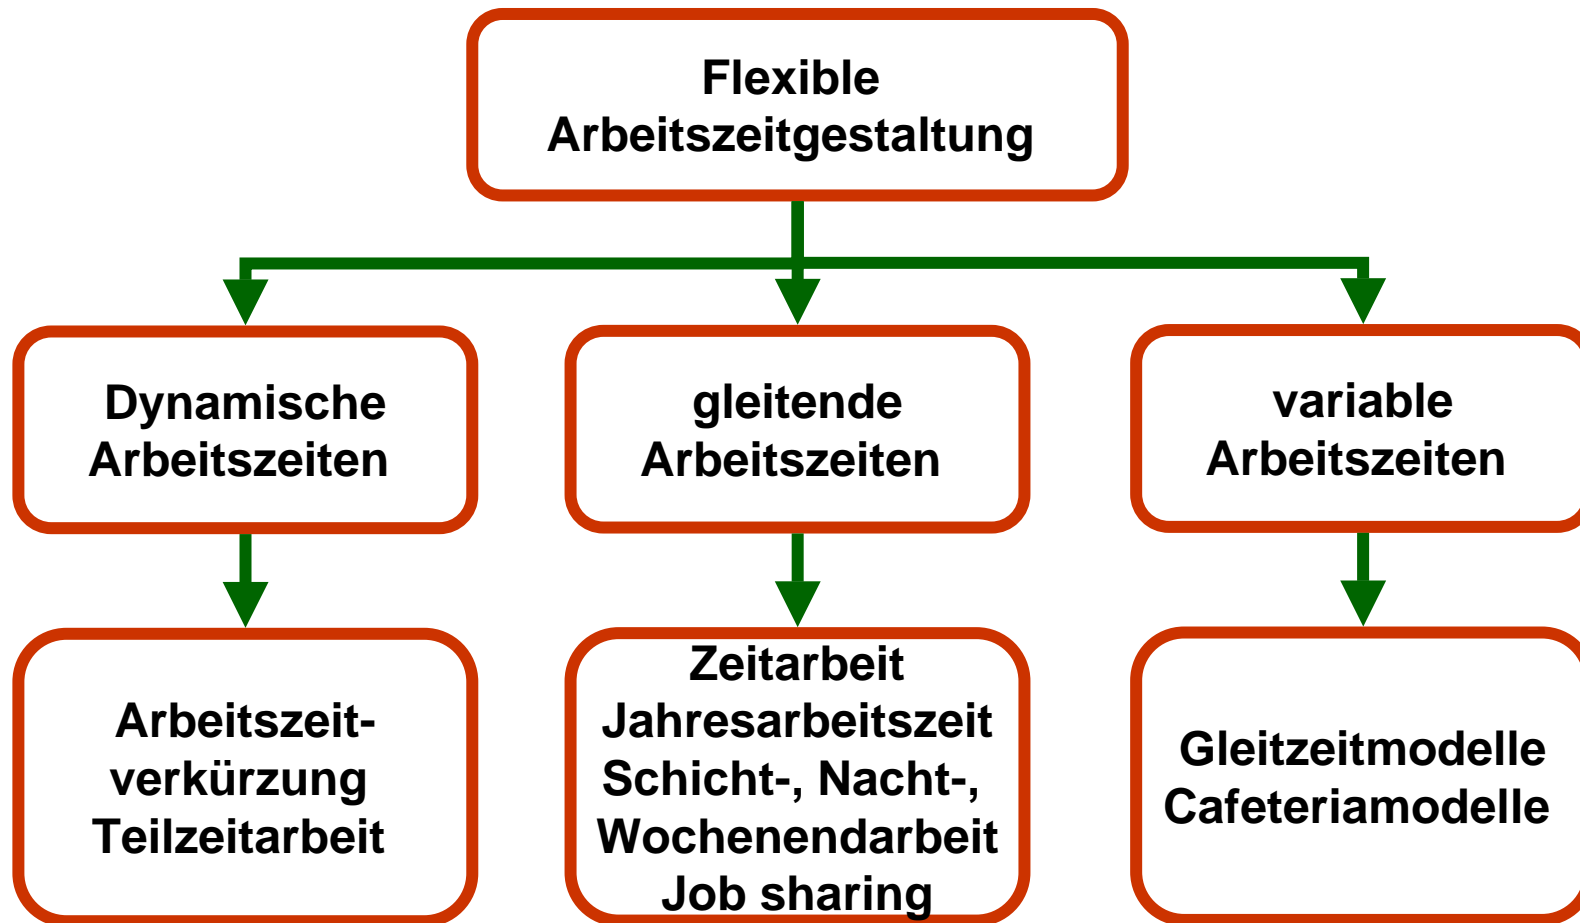 Flexible
Arbeitszeitgestaltung
Dynamische
Arbeitszeiten
gleitende
Arbeitszeiten
variable
Arbeitszeiten
Arbeitszeit-
verkürzung
Teilzeitarbeit
Zeitarbeit
Jahresarbeitszeit
Schicht-, Nacht-,
Wochenendarbeit
Job sharing
Gleitzeitmodelle
Cafeteriamodelle